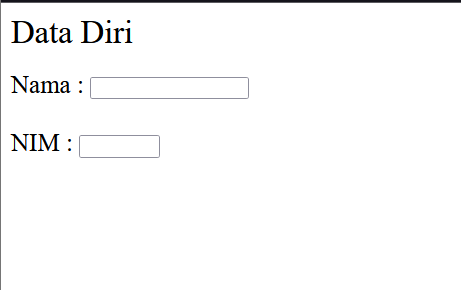 Data Diri
Nama :
NIM :